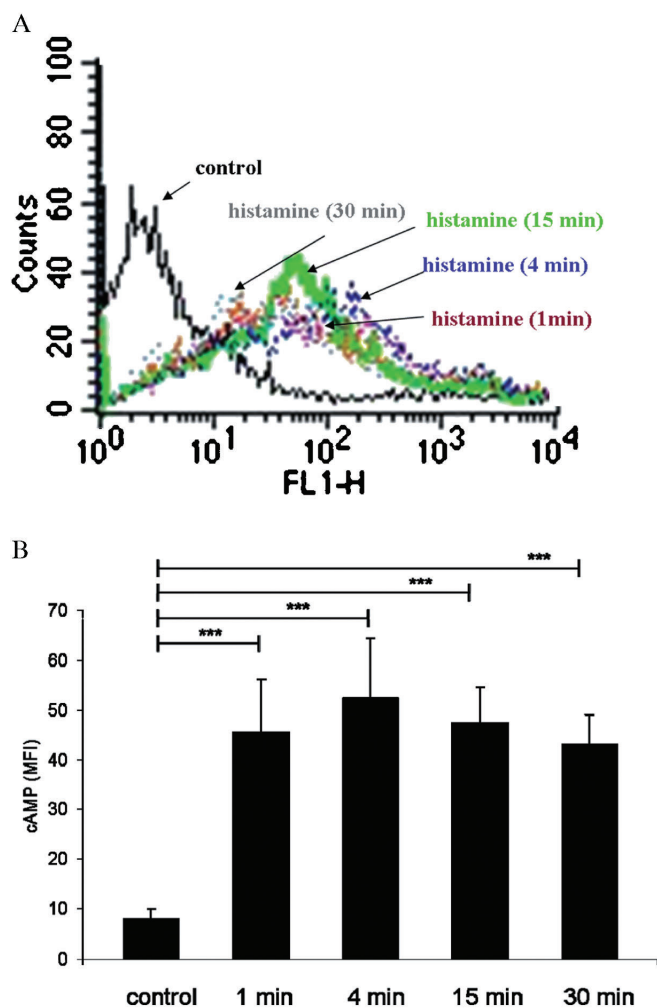 A
100
80
60
40
20
0
Counts
control
histamine (30 min)
histamine (15 min)
histamine (4 min)
histamine (1min)
10^0 10^1 10^2 10^3 10^4
FL1-H
B
***
***
***
***
70
60
50
40
30
20
10
0
cAMP (MFI)
control 1 min 4 min 15 min 30 min